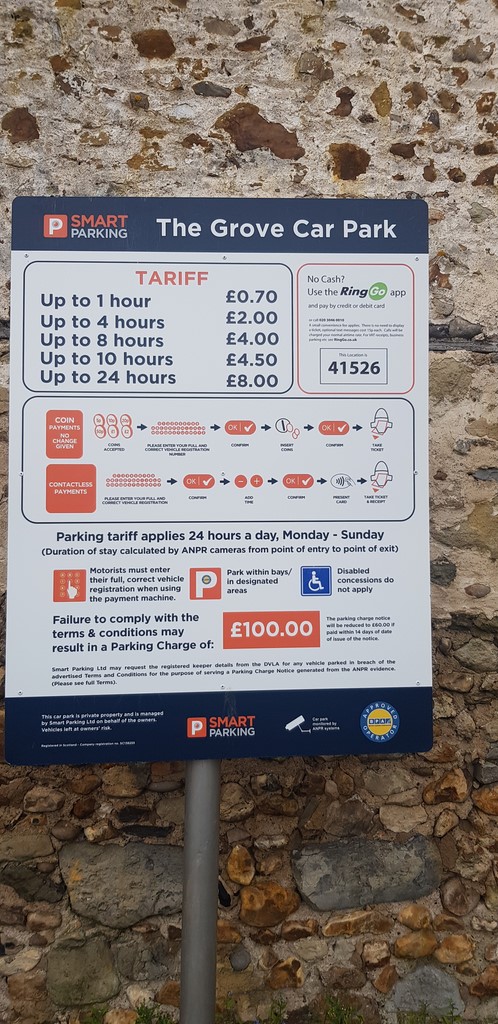 SMART PARKING
The Grove Car Park
TARIFF
Up to 1 hour £0.70
Up to 4 hours £2.00
Up to 8 hours £4.00
Up to 10 hours £4.50
Up to 24 hours £8.00
No Cash?
Use the RingGo app
and pay by credit or debit card
This Location is
41526
COIN PAYMENTS
NO CHANGE GIVEN
COINS ACCEPTED
PLEASE ENTER YOUR FULL AND CORRECT VEHICLE REGISTRATION NUMBER
OK
CONFIRM
INSERT COINS
OK
CONFIRM
TAKE TICKET
CONTACTLESS PAYMENTS
PLEASE ENTER YOUR FULL AND CORRECT VEHICLE REGISTRATION
OK
CONFIRM
ADD TIME
OK
CONFIRM
PRESENT CARD
TAKE TICKET & RECEIPT
Parking tariff applies 24 hours a day, Monday - Sunday
(Duration of stay calculated by ANPR cameras from point of entry to point of exit)
Motorists must enter
their full, correct vehicle
registration when using
the payment machine.
P
Park within bays/
in designated
areas
Disabled
concessions do
not apply
Failure to comply with the
terms & conditions may
result in a Parking Charge of:
£100.00
The parking charge notice
will be reduced to £60.00 if
paid within 14 days of date
of issue of the notice.
Smart Parking Ltd may request the registered keeper details from the DVLA for any vehicle parked in breach of the
advertised Terms and Conditions for the purpose of serving a Parking Charge Notice generated from the ANPR evidence.
(Please see full Terms).
This car park is private property and is managed
by Smart Parking Ltd on behalf of the owners.
Vehicles left at owners' risk.
SMART PARKING
Car park
monitored by
ANPR systems
APPROVED
BPA
OPERATOR